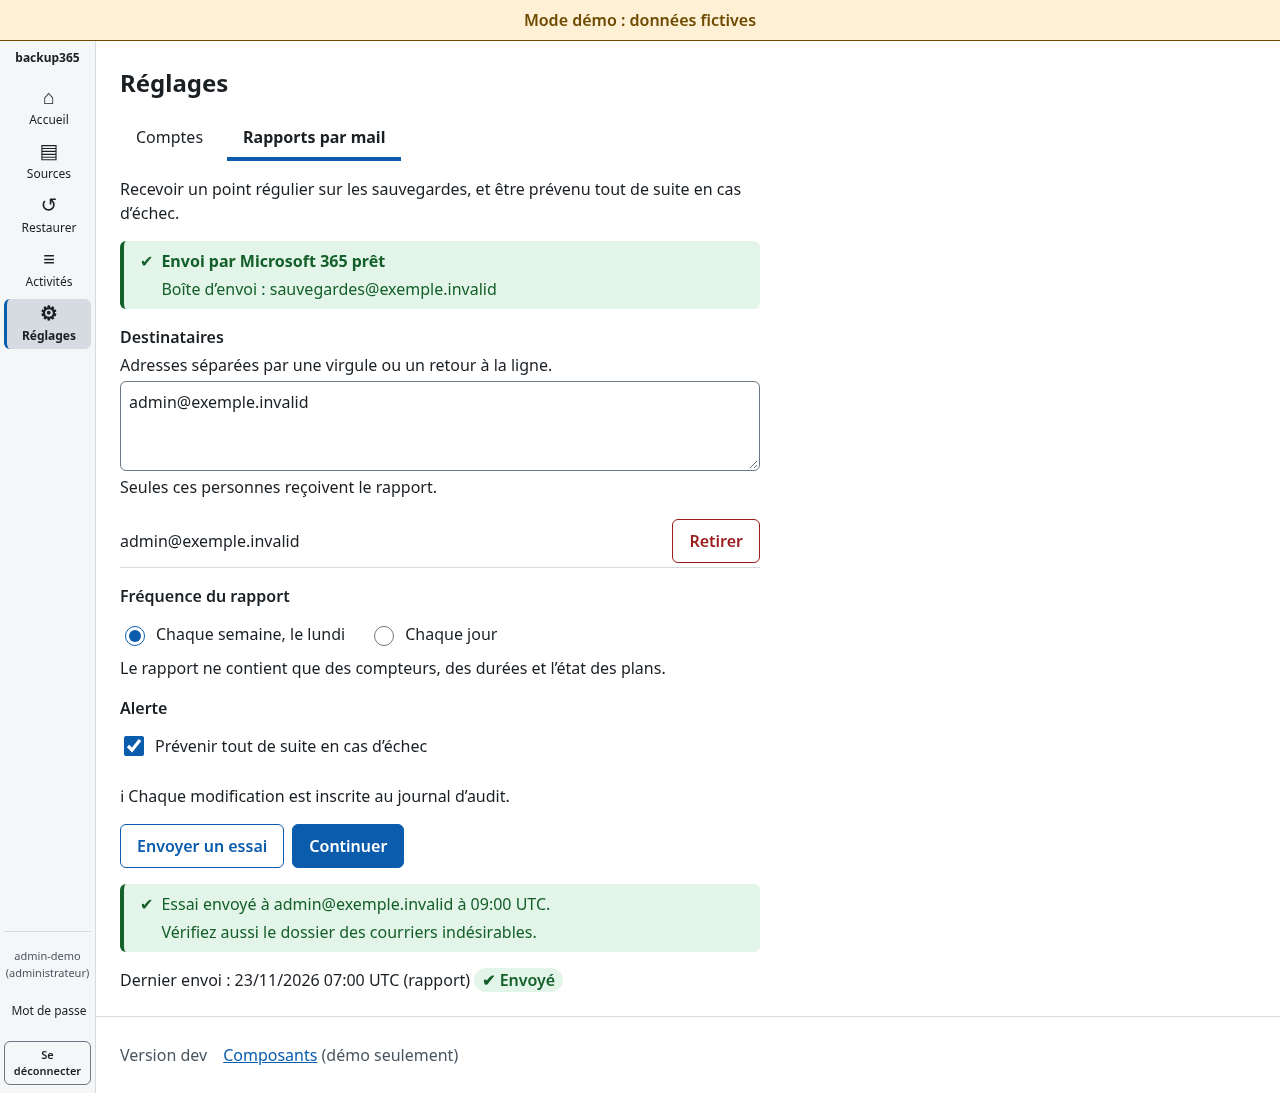 Mode démo : données fictives
backup365
Accueil
Sources
Restaurer
Activités
Réglages
admin-demo
(administrateur)
Mot de passe
Se
déconnecter
Réglages
Comptes
Rapports par mail
Recevoir un point régulier sur les sauvegardes, et être prévenu tout de suite en cas
d’échec.
✔ Envoi par Microsoft 365 prêt
Boîte d’envoi : sauvegardes@exemple.invalid
Destinataires
Adresses séparées par une virgule ou un retour à la ligne.
admin@exemple.invalid
Seules ces personnes reçoivent le rapport.
admin@exemple.invalid
Retirer
Fréquence du rapport
Chaque semaine, le lundi
Chaque jour
Le rapport ne contient que des compteurs, des durées et l’état des plans.
Alerte
Prévenir tout de suite en cas d’échec
i Chaque modification est inscrite au journal d’audit.
Envoyer un essai
Continuer
✔ Essai envoyé à admin@exemple.invalid à 09:00 UTC.
Vérifiez aussi le dossier des courriers indésirables.
Dernier envoi : 23/11/2026 07:00 UTC (rapport) ✔ Envoyé
Version dev Composants (démo seulement)